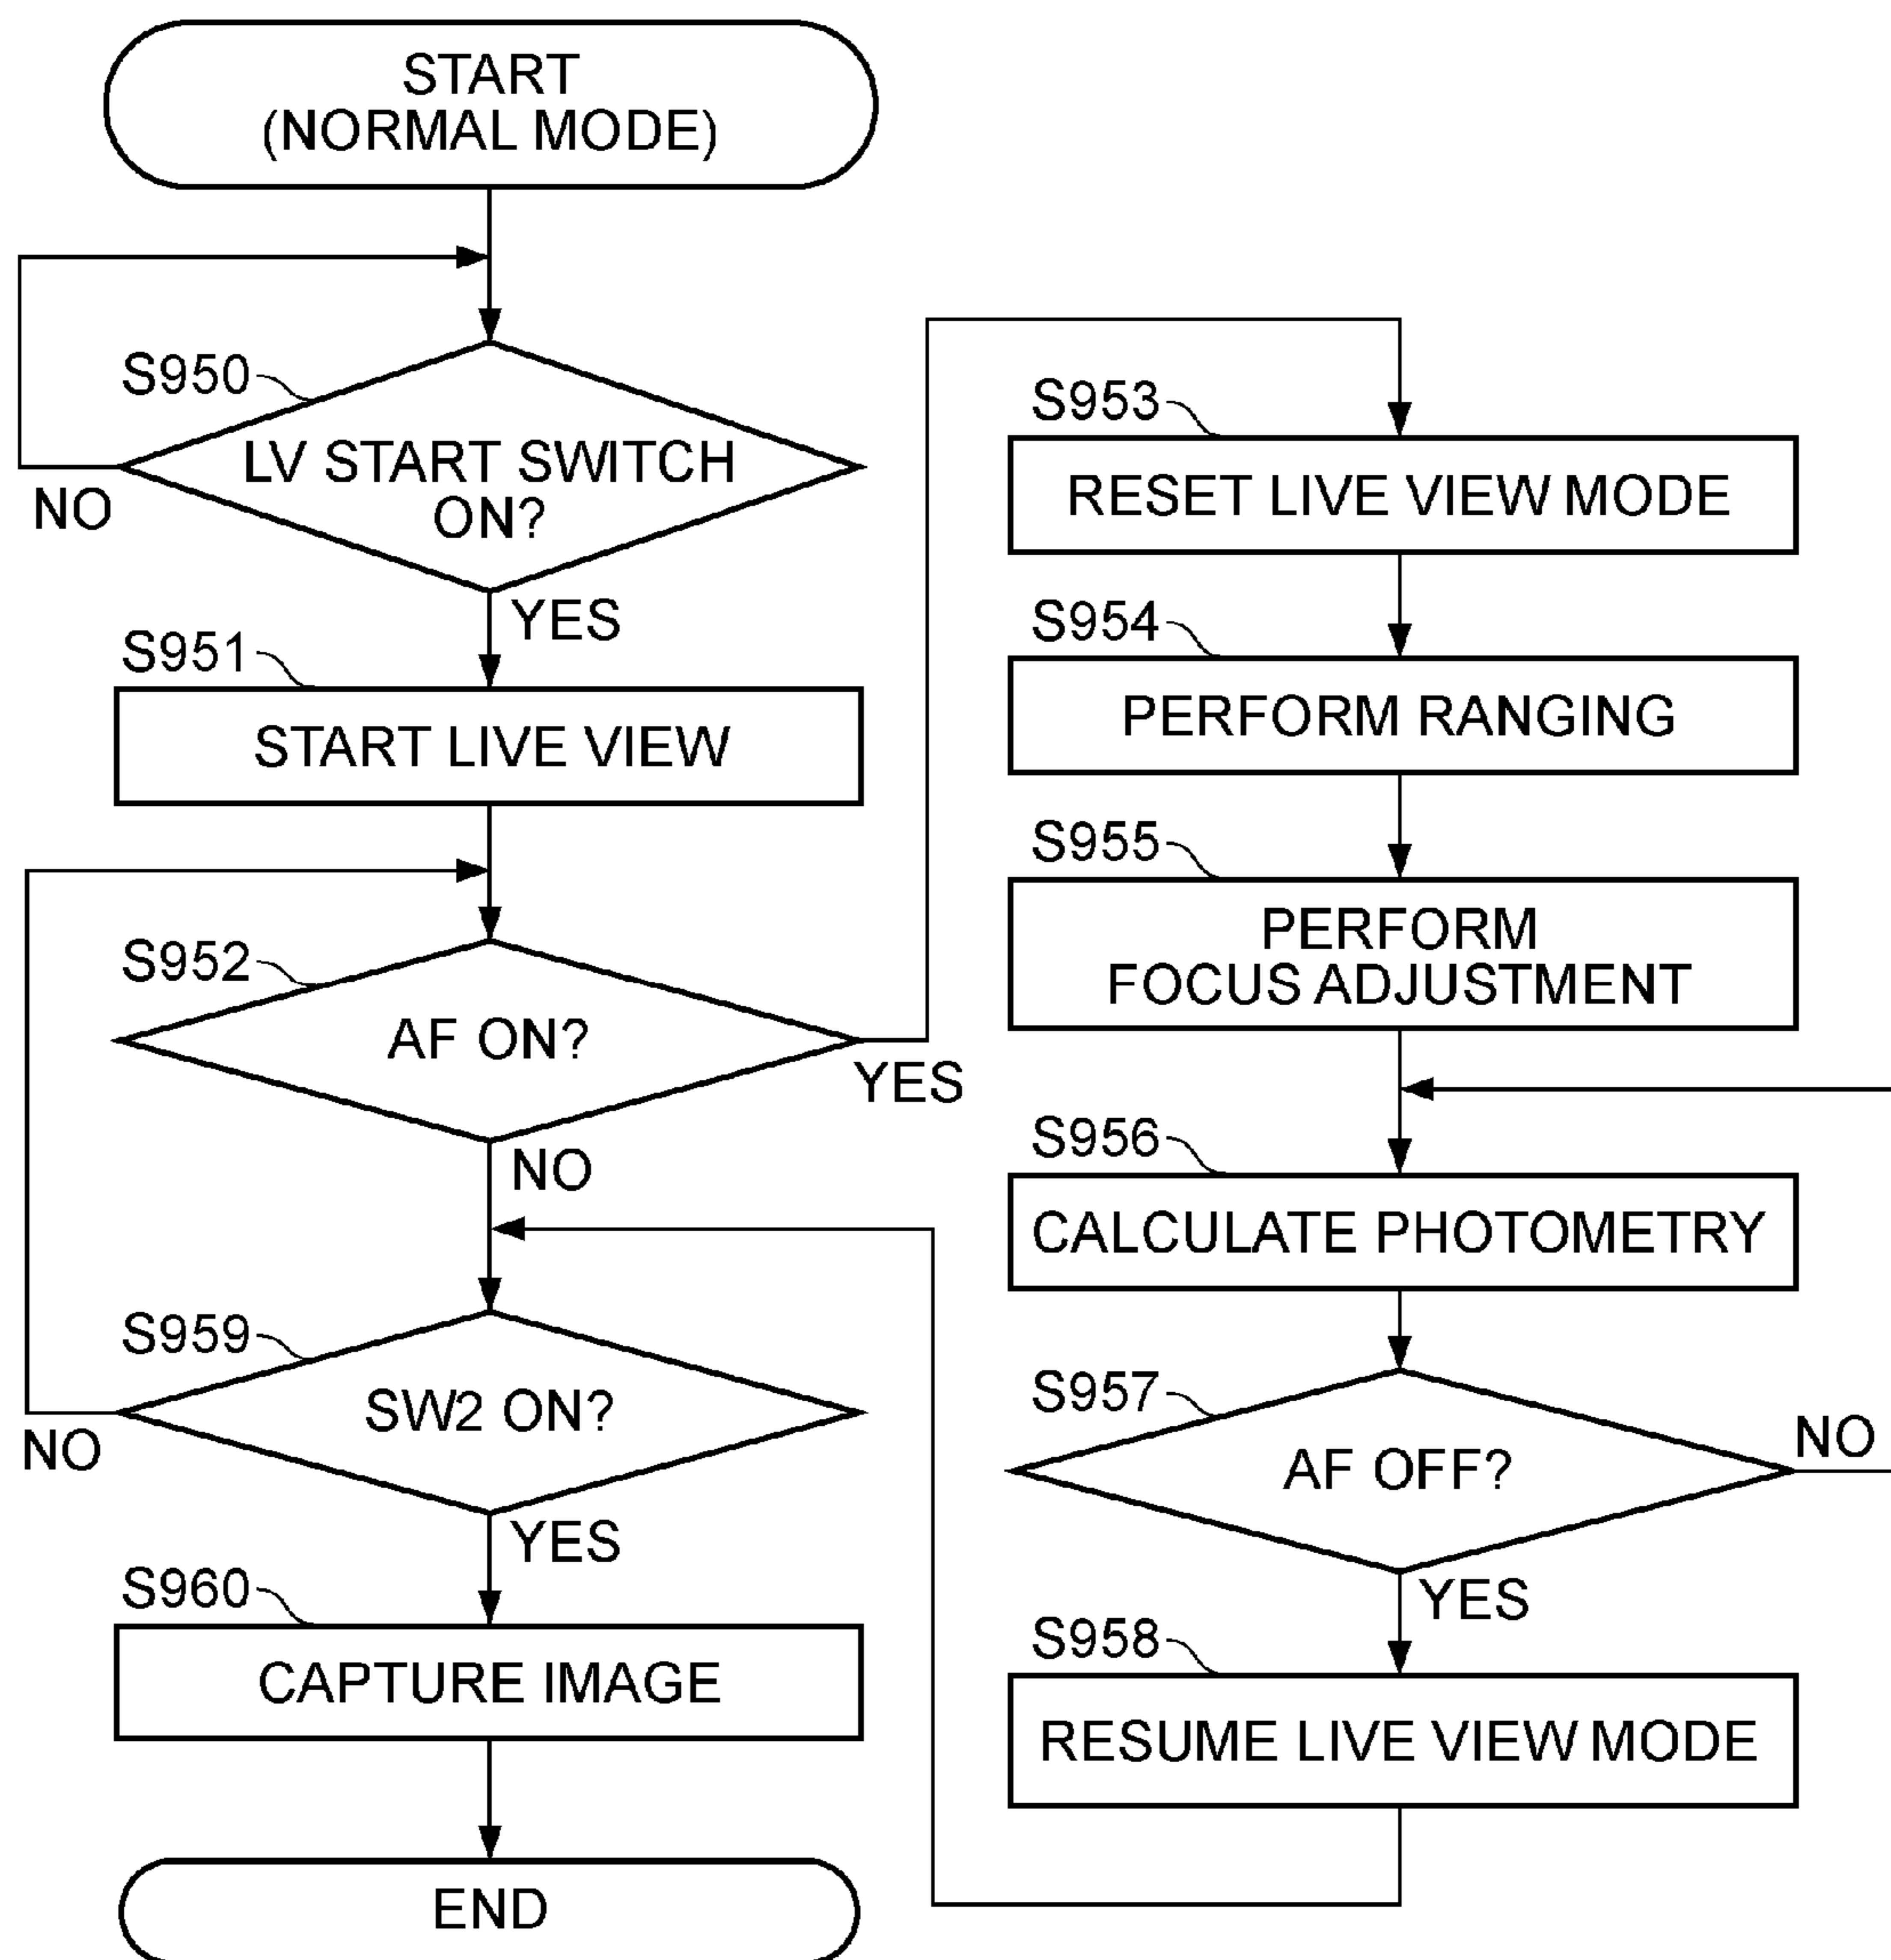 START
(NORMAL MODE)
S950
LV START SWITCH
ON?
NO
YES
S951
START LIVE VIEW
S952
AF ON?
YES
NO
S959
SW2 ON?
NO
YES
S960
CAPTURE IMAGE
END
S953
RESET LIVE VIEW MODE
S954
PERFORM RANGING
S955
PERFORM
FOCUS ADJUSTMENT
S956
CALCULATE PHOTOMETRY
S957
AF OFF?
NO
YES
S958
RESUME LIVE VIEW MODE